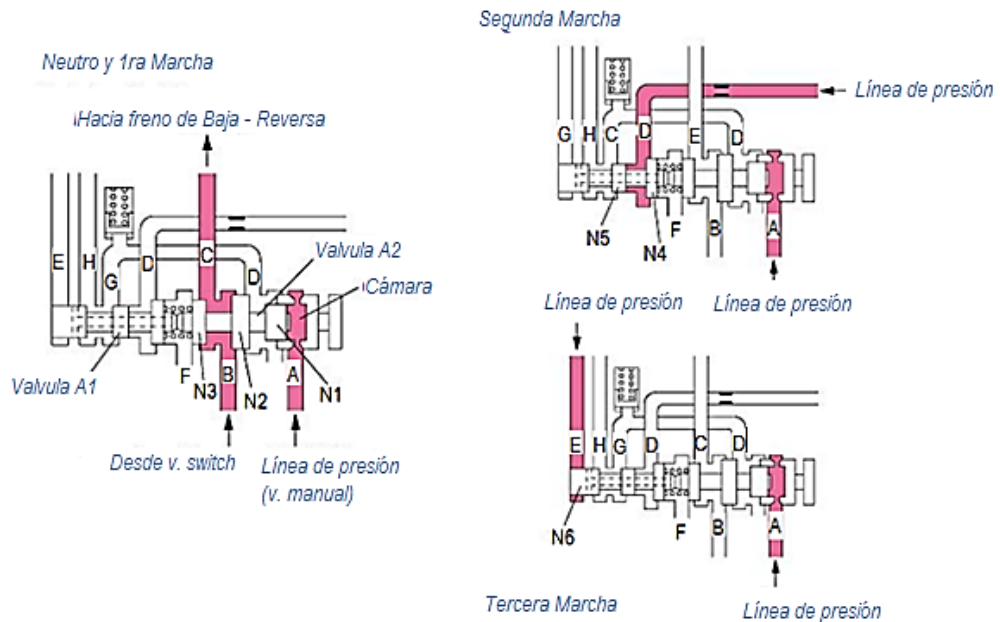 Neutro y 1ra Marcha
Hacia freno de Baja - Reversa
E H G D C D
Valvula A2
Cámara
Valvula A1
F N3 B N2 A N1
Desde v. switch
Línea de presión
(v. manual)
Segunda Marcha
Línea de presión
G H C D E D
N5 N4 F B A
Línea de presión
Línea de presión
E H G D C D
N6 F B A
Tercera Marcha
Línea de presión